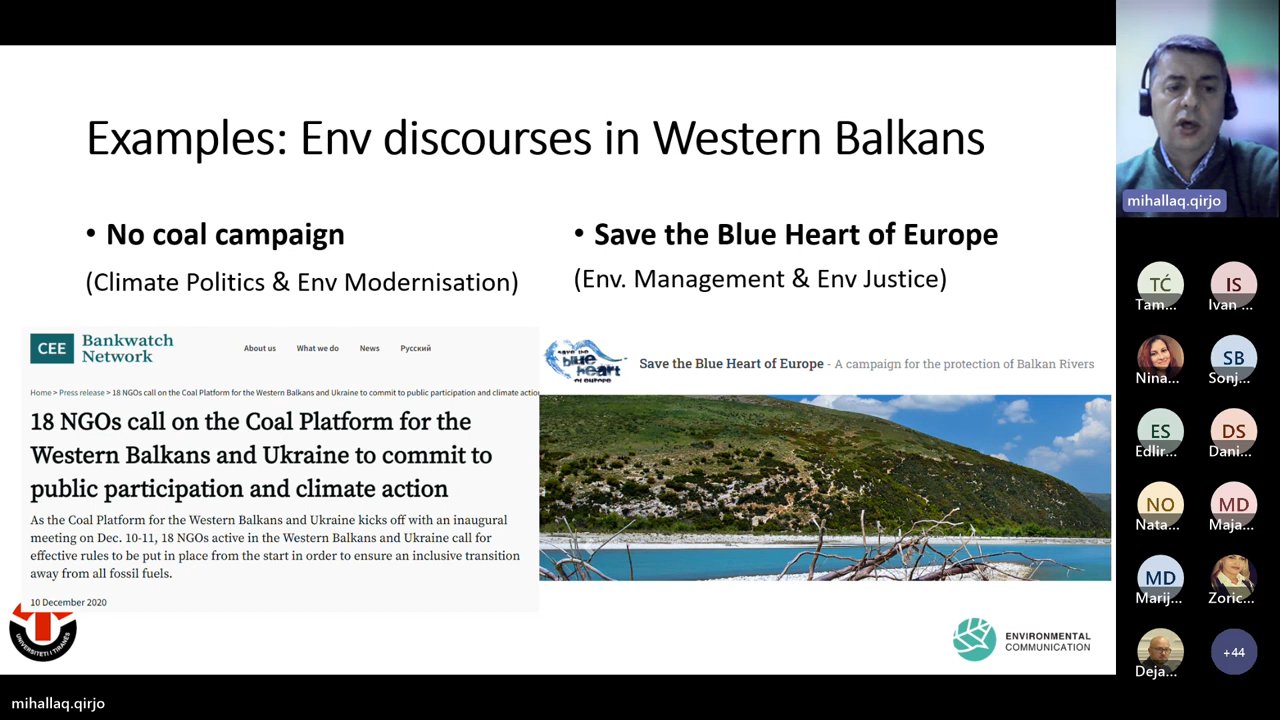 Examples: Env discourses in Western Balkans
• No coal campaign
(Climate Politics & Env Modernisation)
• Save the Blue Heart of Europe
(Env. Management & Env Justice)
CEE
Bankwatch
Network
About us What we do News Русский
Home > Press release > 18 NGOs call on the Coal Platform for the Western Balkans and Ukraine to commit to public participation and climate action
18 NGOs call on the Coal Platform for the
Western Balkans and Ukraine to commit to
public participation and climate action
As the Coal Platform for the Western Balkans and Ukraine kicks off with an inaugural
meeting on Dec. 10-11, 18 NGOs active in the Western Balkans and Ukraine call for
effective rules to be put in place from the start in order to ensure an inclusive transition
away from all fossil fuels.
10 December 2020
save the
blue
heart
of europe
Save the Blue Heart of Europe - A campaign for the protection of Balkan Rivers
UNIVERSITETI I TIRANËS
ENVIRONMENTAL
COMMUNICATION
mihallaq.qirjo
mihallaq.qirjo
TĆ IS
Tam... Ivan ...
SB
Nina... Sonj...
ES DS
Edlir... Dani...
NO MD
Nata... Maja...
MD
Marij... Zoric...
+44
Deja...